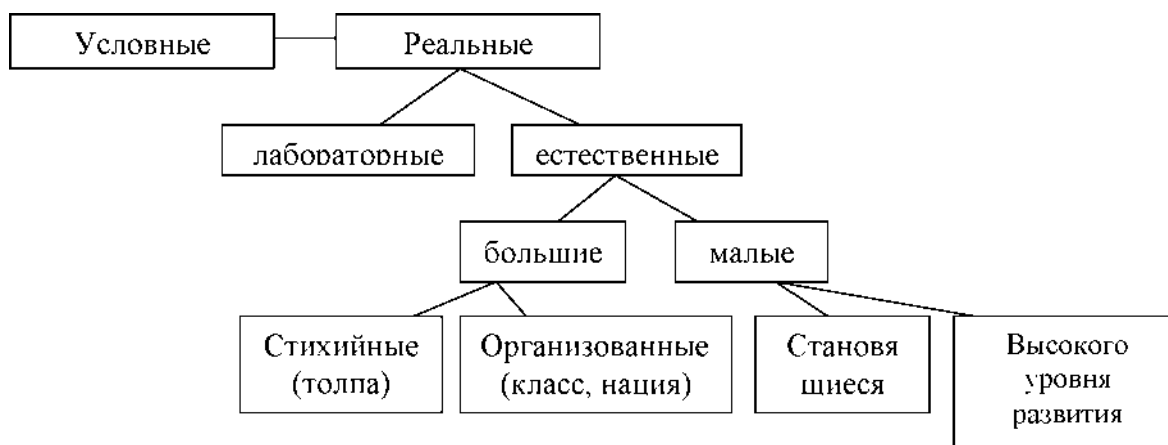 Условные
Реальные
лабораторные
естественные
большие
малые
Стихийные
(толпа)
Организованные
(класс, нация)
Становя
щиеся
Высокого
уровня
развития